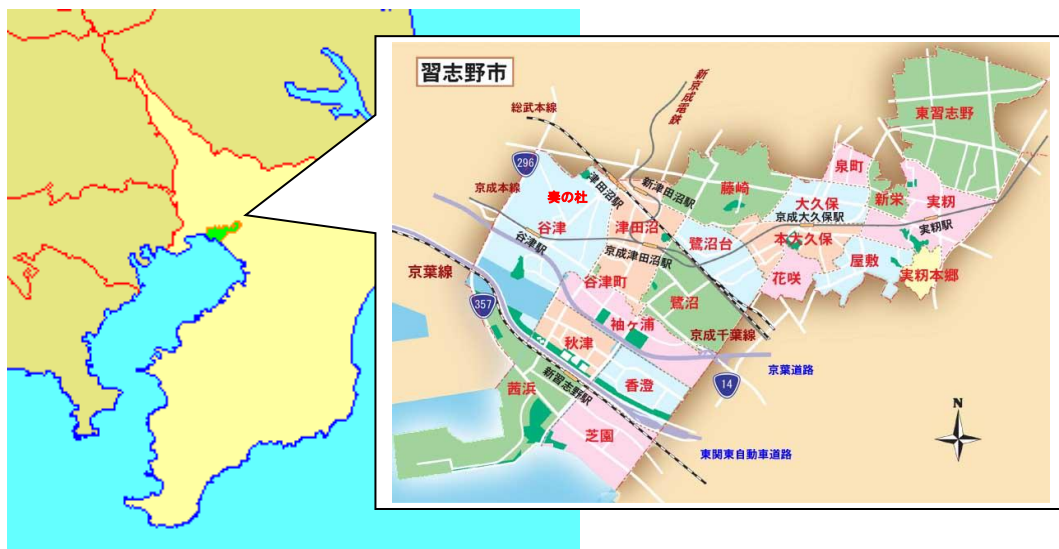 習志野市
新京成電鉄
総武本線
東習志野
296
泉町
京成本線
津田沼駅
新津田沼駅
藤崎
奏の杜
大久保
新栄
実籾
谷津
津田沼
京成大久保駅
鷺沼台
本大久保
実籾駅
谷津駅
京成津田沼駅
屋敷
京葉線
谷津町
花咲
実籾本郷
357
鷺沼
袖ヶ浦
京成千葉線
秋津
京葉道路
新習志野駅
香澄
14
茜浜
N
芝園
東関東自動車道路